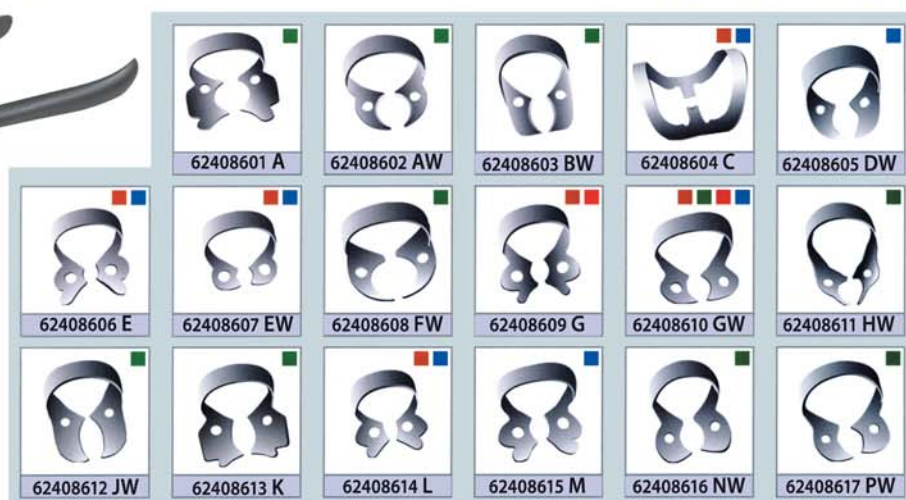 62408601 A
62408602 AW
62408603 BW
62408604 C
62408605 DW
62408606 E
62408607 EW
62408608 FW
62408609 G
62408610 GW
62408611 HW
62408612 JW
62408613 K
62408614 L
62408615 M
62408616 NW
62408617 PW